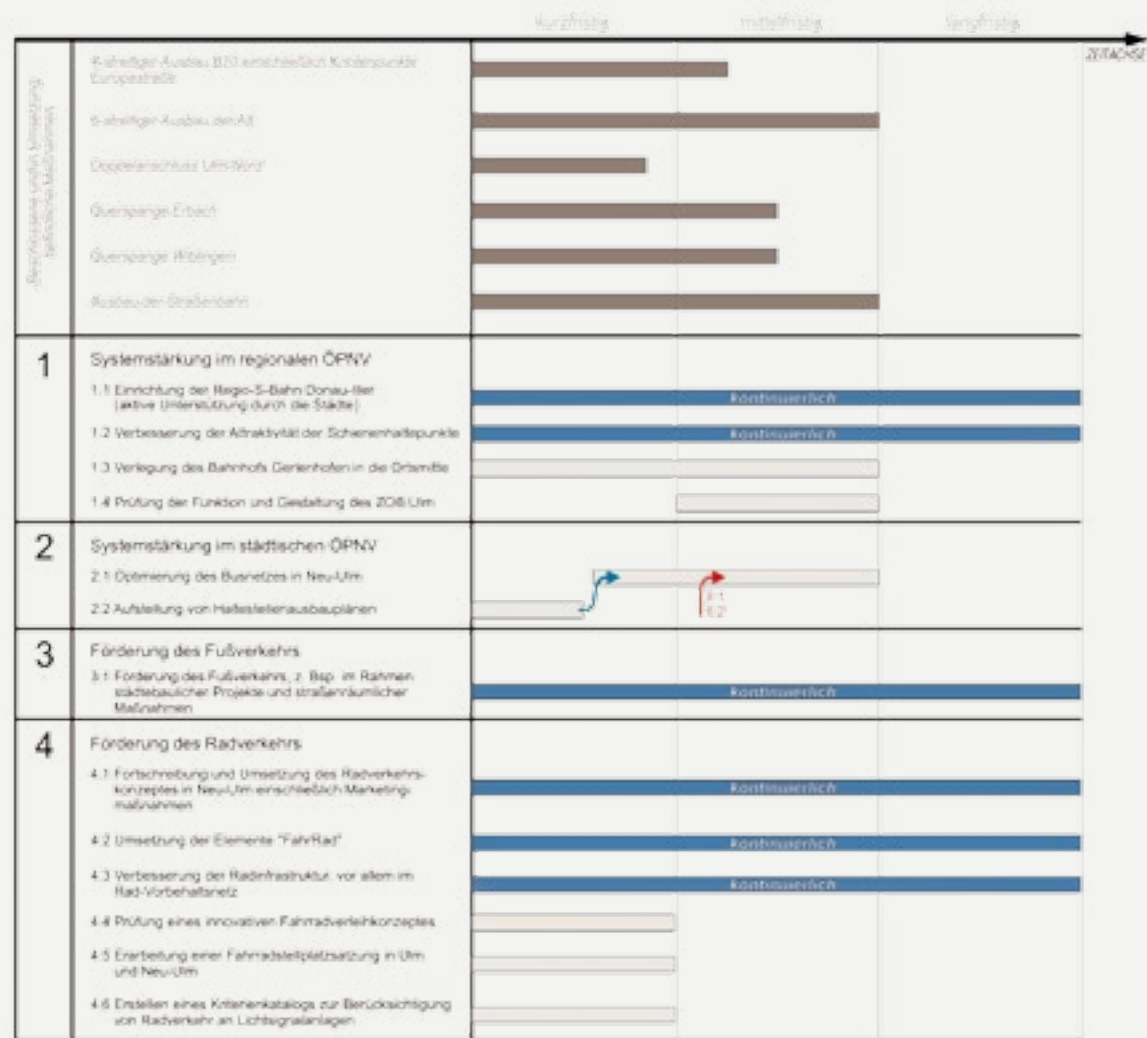 kurzfristig mittelfristig langfristig
ZEITACHSE
Beschlossene und in Umsetzung
befindliche Maßnahmen
Ausbau B10 einschließlich Knotenpunkte
Europastraße
6-streifiger Ausbau der A8
Doppelanschluss Ulm-Nord
Querspange Erbach
Querspange Wiblingen
Ausbau der Straßenbahn
1 Systemstärkung im regionalen ÖPNV
1.1 Einrichtung der Regio-S-Bahn Donau-Iller
(aktive Unterstützung durch die Städte)
kontinuierlich
1.2 Verbesserung der Attraktivität der Schienenhaltepunkte
kontinuierlich
1.3 Verlegung des Bahnhofs Gerlenhofen in die Ortsmitte
1.4 Prüfung der Funktion und Gestaltung des ZOB Ulm
2 Systemstärkung im städtischen ÖPNV
2.1 Optimierung des Busnetzes in Neu-Ulm
2.2 Aufstellung von Haltestellenausbauplänen
3 Förderung des Fußverkehrs
3.1 Förderung des Fußverkehrs, z. Bsp. im Rahmen
städtebaulicher Projekte und straßenräumlicher
Maßnahmen
kontinuierlich
4 Förderung des Radverkehrs
4.1 Fortschreibung und Umsetzung des Radverkehrs-
konzeptes in Neu-Ulm einschließlich Marketing-
maßnahmen
kontinuierlich
4.2 Umsetzung der Elemente "FahrRad"
kontinuierlich
4.3 Verbesserung der Radinfrastruktur, vor allem im
Rad-Vorbehaltsnetz
kontinuierlich
4.4 Prüfung eines innovativen Fahrradverleihkonzeptes
4.5 Erarbeitung einer Fahrradstellplatzsatzung in Ulm
und Neu-Ulm
4.6 Erstellen eines Kriterienkatalogs zur Berücksichtigung
von Radverkehr an Lichtsignalanlagen